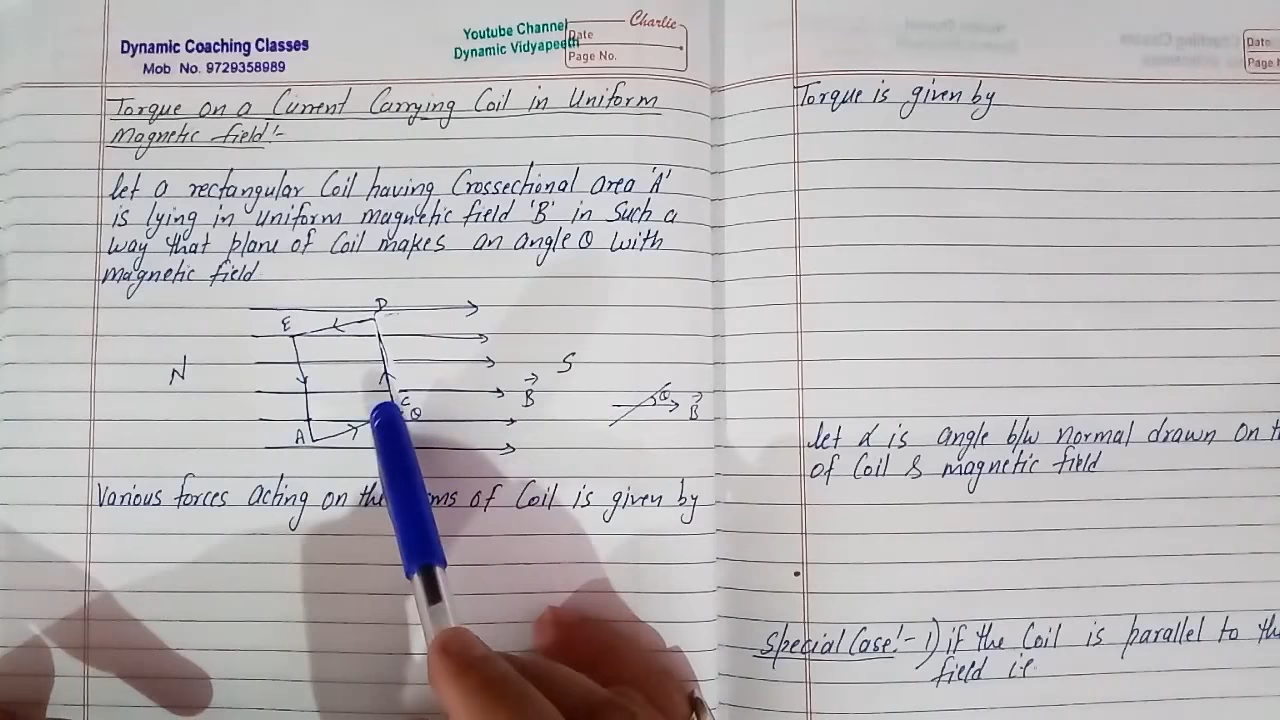 Dynamic Coaching Classes
Mob No. 9729358989
Youtube Channel
Dynamic Vidyapeeth
Charlie
Date
Page No.
Torque on a Current Carrying Coil in Uniform
Magnetic field :-
let a rectangular Coil having Crossectional area 'A'
is lying in uniform magnetic field 'B' in Such a
way that plane of Coil makes an angle θ with
magnetic field
D
E
N
S
B
C
θ
A
θ
B
Various forces acting on the of Coil is given by
Torque is given by
let α is angle b/w normal drawn on
of Coil & magnetic field
Special Case :- 1) if the Coil is parallel to
field i.e.
Date
Page